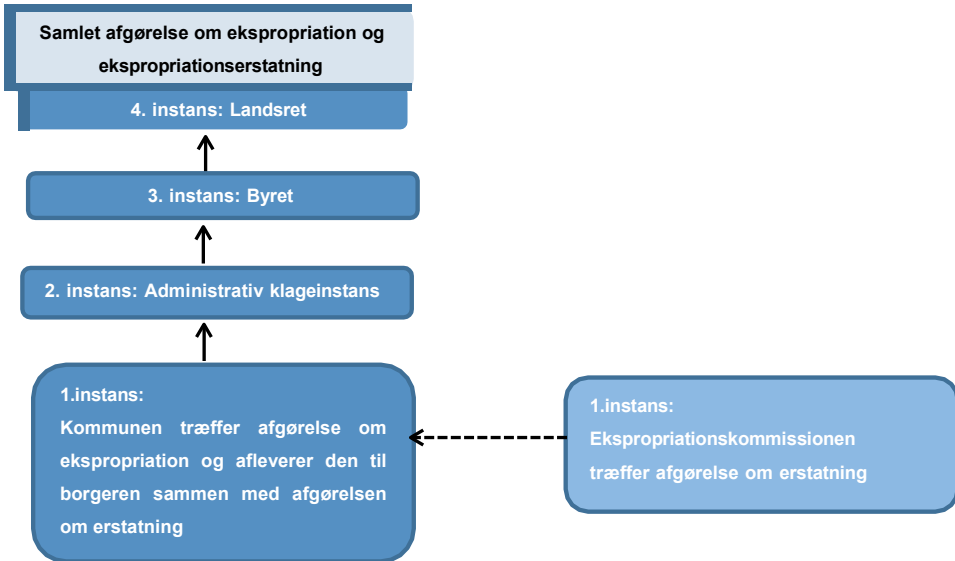 Samlet afgørelse om ekspropriation og
ekspropriationserstatning
4. instans: Landsret
3. instans: Byret
2. instans: Administrativ klageinstans
1.instans:
Kommunen træffer afgørelse om
ekspropriation og afleverer den til
borgeren sammen med afgørelsen
om erstatning
1.instans:
Ekspropriationskommissionen
træffer afgørelse om erstatning